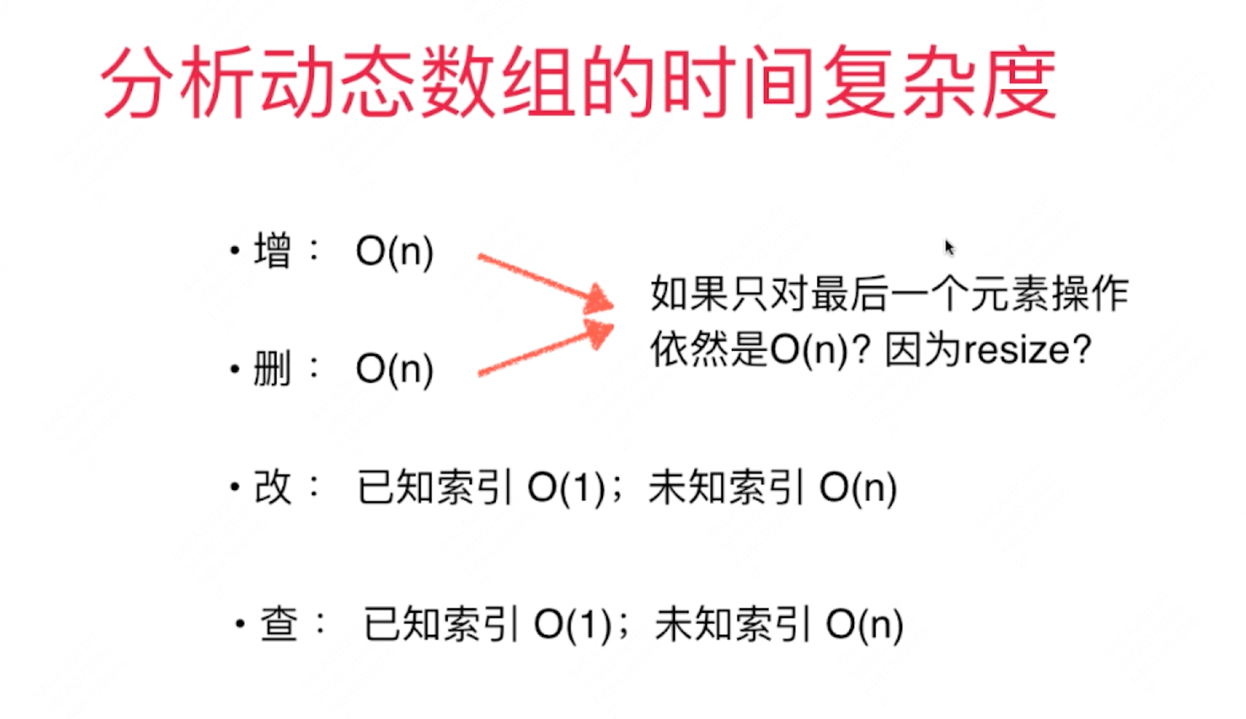 分析动态数组的时间复杂度
• 增： O(n)
如果只对最后一个元素操作
依然是O(n)? 因为resize?
• 删： O(n)
• 改： 已知索引 O(1)；未知索引 O(n)
• 查： 已知索引 O(1)；未知索引 O(n)